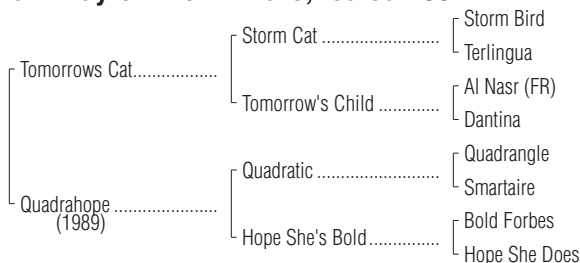 Storm Bird
Storm Cat........................
Terlingua
Tomorrows Cat.................
Al Nasr (FR)
Tomorrow's Child .............
Dantina
Quadrangle
Quadratic ........................
Smartaire
Quadrahope .....................
(1989)
Bold Forbes
Hope She's Bold...............
Hope She Does